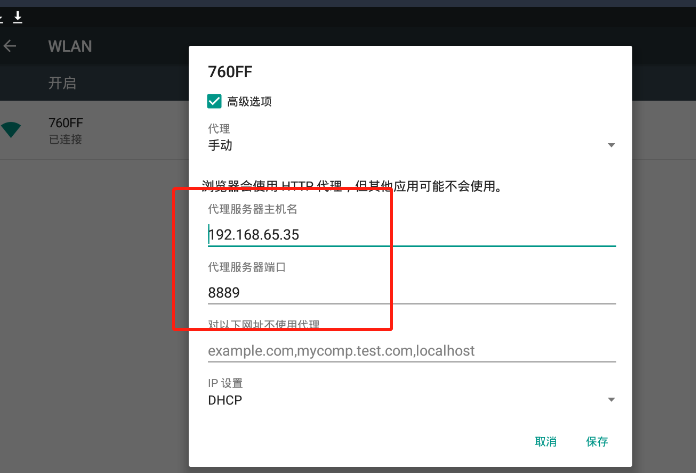 WLAN
开启
760FF
已连接
760FF
高级选项
代理
手动
浏览器会使用 HTTP 代理，但其他应用可能不会使用。
代理服务器主机名
192.168.65.35
代理服务器端口
8889
对以下网址不使用代理
example.com,mycomp.test.com,localhost
IP 设置
DHCP
取消
保存